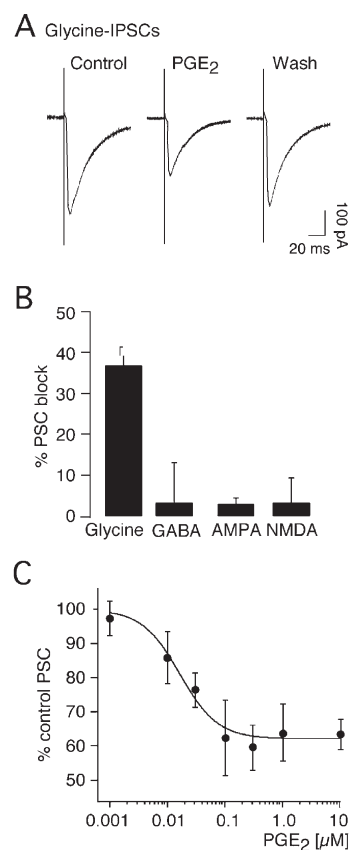 A Glycine-IPSCs
Control PGE2 Wash
100 pA
20 ms
B
% PSC block
50
40
30
20
10
0
Glycine GABA AMPA NMDA
C
% control PSC
100
90
80
70
60
50
0.001 0.01 0.1 1.0 10
PGE2 [µM]